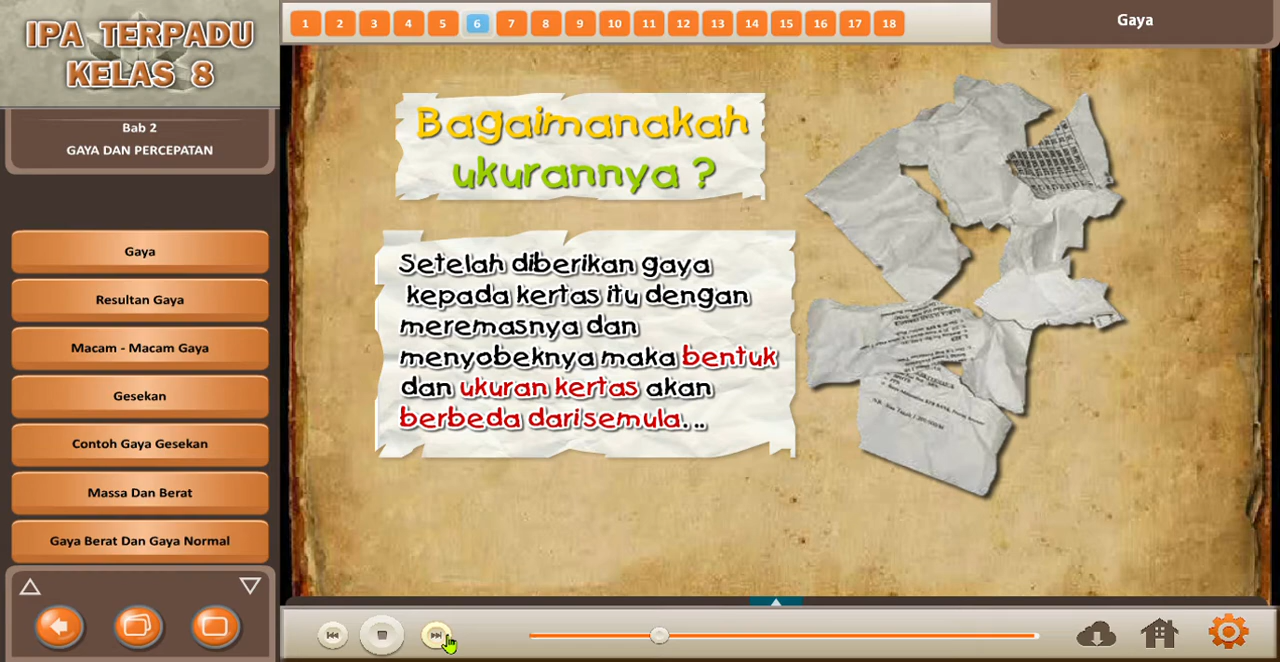 IPA TERPADU
KELAS 8
1 2 3 4 5 6 7 8 9 10 11 12 13 14 15 16 17 18
Gaya
Bab 2
GAYA DAN PERCEPATAN
Gaya
Resultan Gaya
Macam - Macam Gaya
Gesekan
Contoh Gaya Gesekan
Massa Dan Berat
Gaya Berat Dan Gaya Normal
Bagaimanakah
ukurannya ?
Setelah diberikan gaya
kepada kertas itu dengan
meremasnya dan
menyobeknya maka bentuk
dan ukuran kertas akan
berbeda dari semula. ..